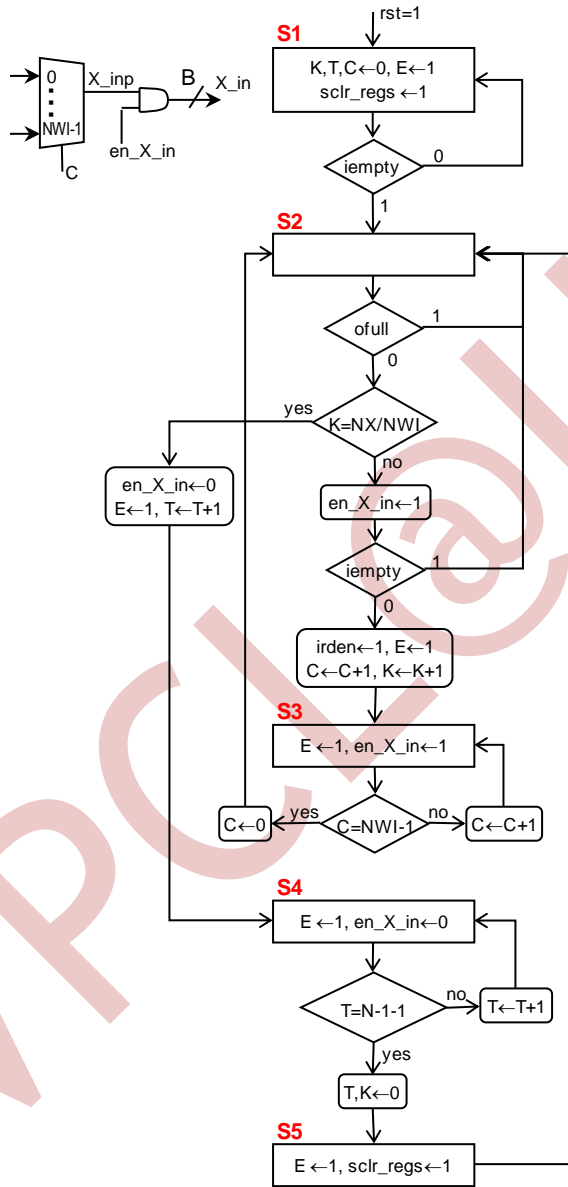 rst=1
S1
K,T,C←0, E←1
sclr_regs ←1
0
NWI-1
X_inp
B
X_in
en_X_in
C
iempty
0
1
S2
ofull
1
0
yes
K=NX/NWI
no
en_X_in←0
E←1, T←T+1
en_X_in←1
iempty
1
0
irden←1, E←1
C←C+1, K←K+1
S3
E ←1, en_X_in←1
C←0
yes
C=NWI-1
no
C←C+1
S4
E ←1, en_X_in←0
T=N-1-1
no
T←T+1
yes
T,K←0
S5
E ←1, sclr_regs←1